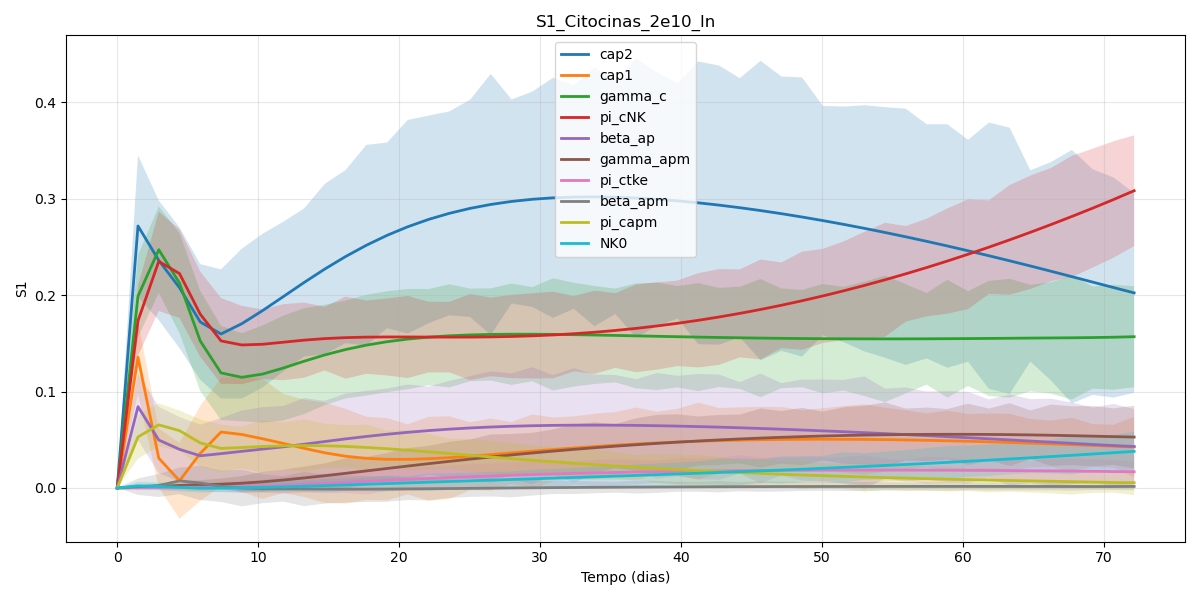 S1_Citocinas_2e10_In
cap2
cap1
gamma_c
pi_cNK
beta_ap
gamma_apm
pi_ctke
beta_apm
pi_capm
NK0
S1
0.4
0.3
0.2
0.1
0.0
0 10 20 30 40 50 60 70
Tempo (dias)